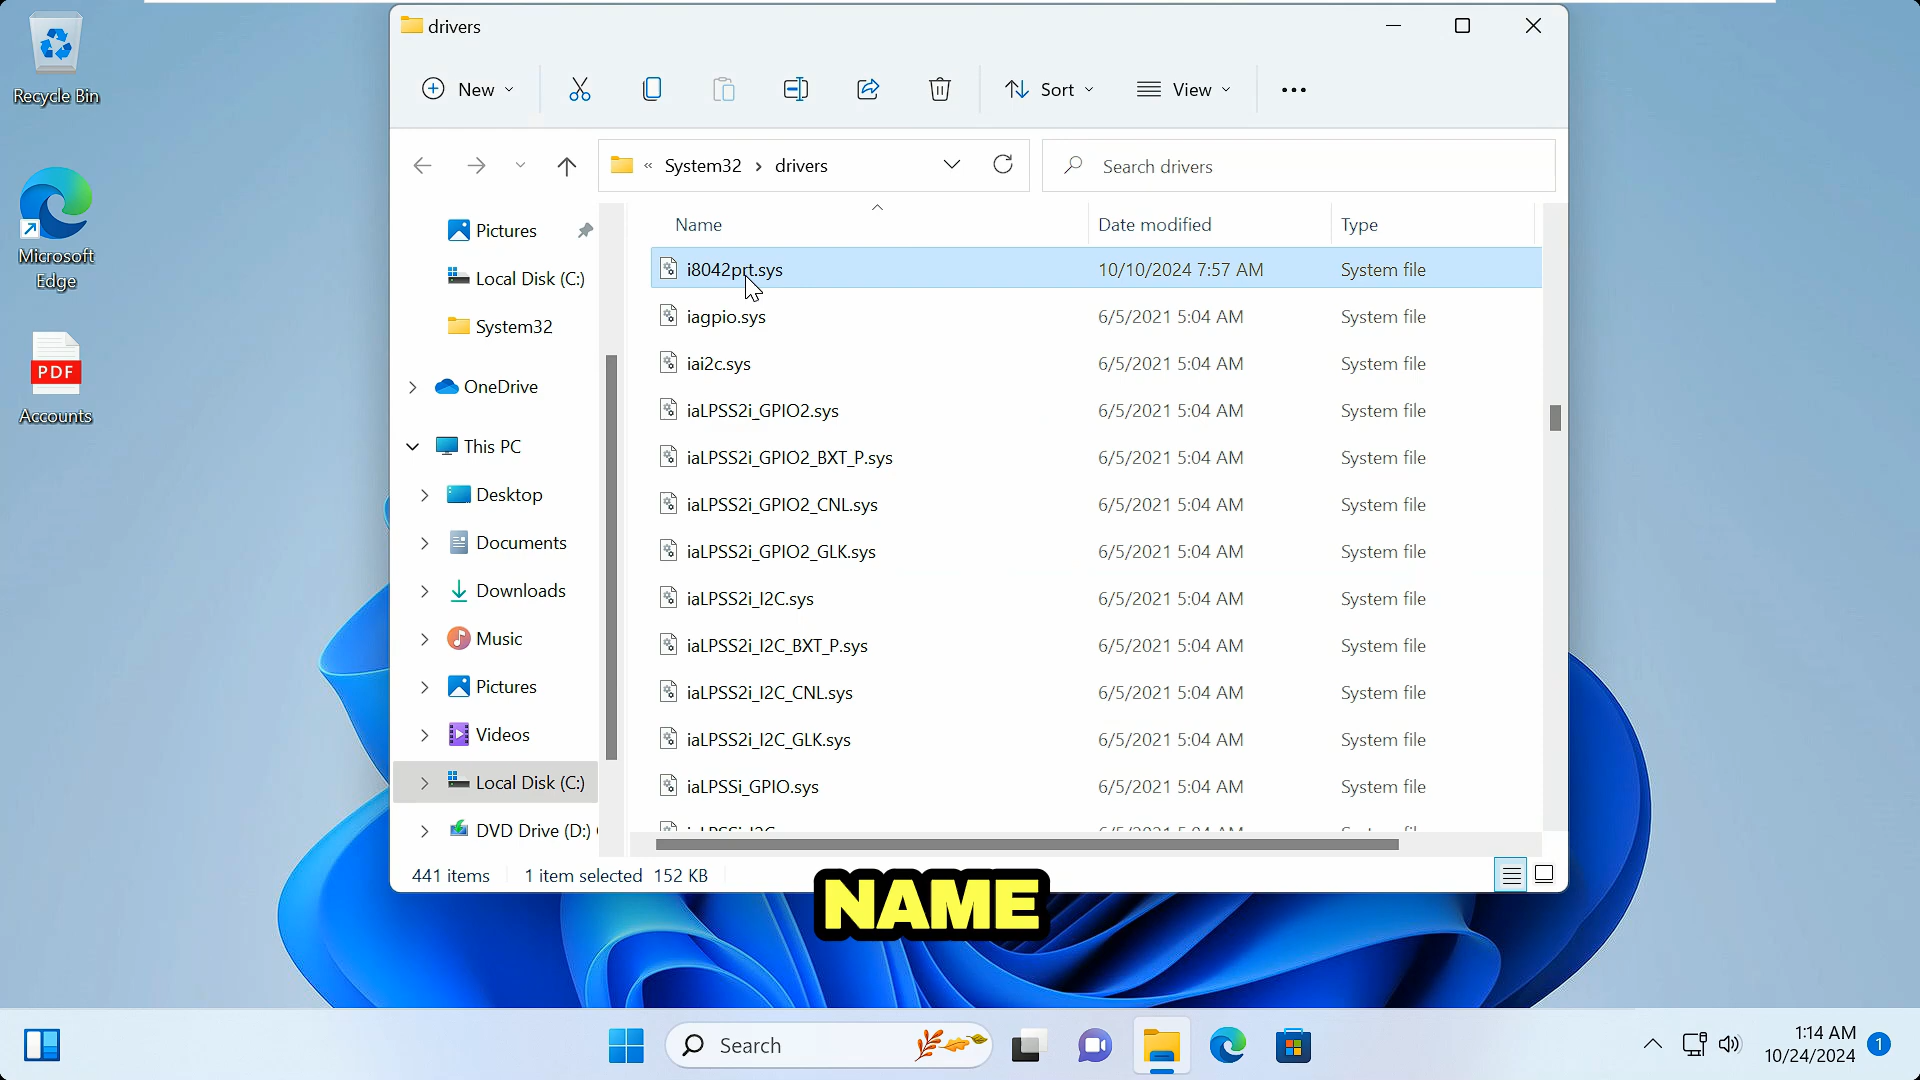 Recycle Bin
Microsoft
Edge
PDF
Accounts
drivers
New
Sort
View
« System32 > drivers
Search drivers
Pictures
Local Disk (C:)
System32
OneDrive
This PC
Desktop
Documents
Downloads
Music
Pictures
Videos
Local Disk (C:)
DVD Drive (D:)
Name Date modified Type
i8042prt.sys 10/10/2024 7:57 AM System file
iagpio.sys 6/5/2021 5:04 AM System file
iai2c.sys 6/5/2021 5:04 AM System file
iaLPSS2i_GPIO2.sys 6/5/2021 5:04 AM System file
iaLPSS2i_GPIO2_BXT_P.sys 6/5/2021 5:04 AM System file
iaLPSS2i_GPIO2_CNL.sys 6/5/2021 5:04 AM System file
iaLPSS2i_GPIO2_GLK.sys 6/5/2021 5:04 AM System file
iaLPSS2i_I2C.sys 6/5/2021 5:04 AM System file
iaLPSS2i_I2C_BXT_P.sys 6/5/2021 5:04 AM System file
iaLPSS2i_I2C_CNL.sys 6/5/2021 5:04 AM System file
iaLPSS2i_I2C_GLK.sys 6/5/2021 5:04 AM System file
iaLPSSi_GPIO.sys 6/5/2021 5:04 AM System file
441 items 1 item selected 152 KB
NAME
Search
1:14 AM
10/24/2024
1